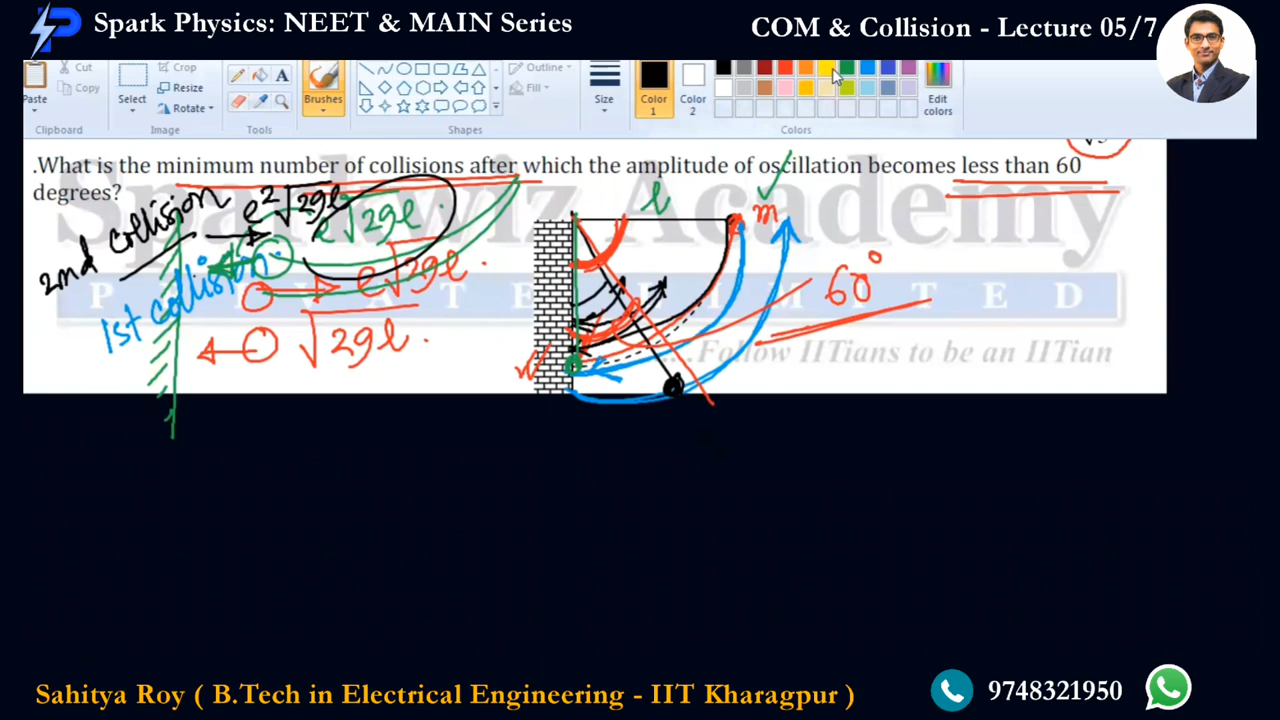 Spark Physics: NEET & MAIN Series
COM & Collision - Lecture 05/7
Paste
Cut
Copy
Clipboard
Select
Crop
Resize
Rotate
Image
Tools
Brushes
Shapes
Outline
Fill
Size
Color 1
Color 2
Edit colors
Colors
.What is the minimum number of collisions after which the amplitude of oscillation becomes less than 60
degrees?
2nd collision
e²√2gl
e√2gl.
1st collision.
e√2gl.
√2gl.
l
m
60°
PRIVATE LIMITED
...Follow IITians to be an IITian
Sahitya Roy ( B.Tech in Electrical Engineering - IIT Kharagpur )
9748321950